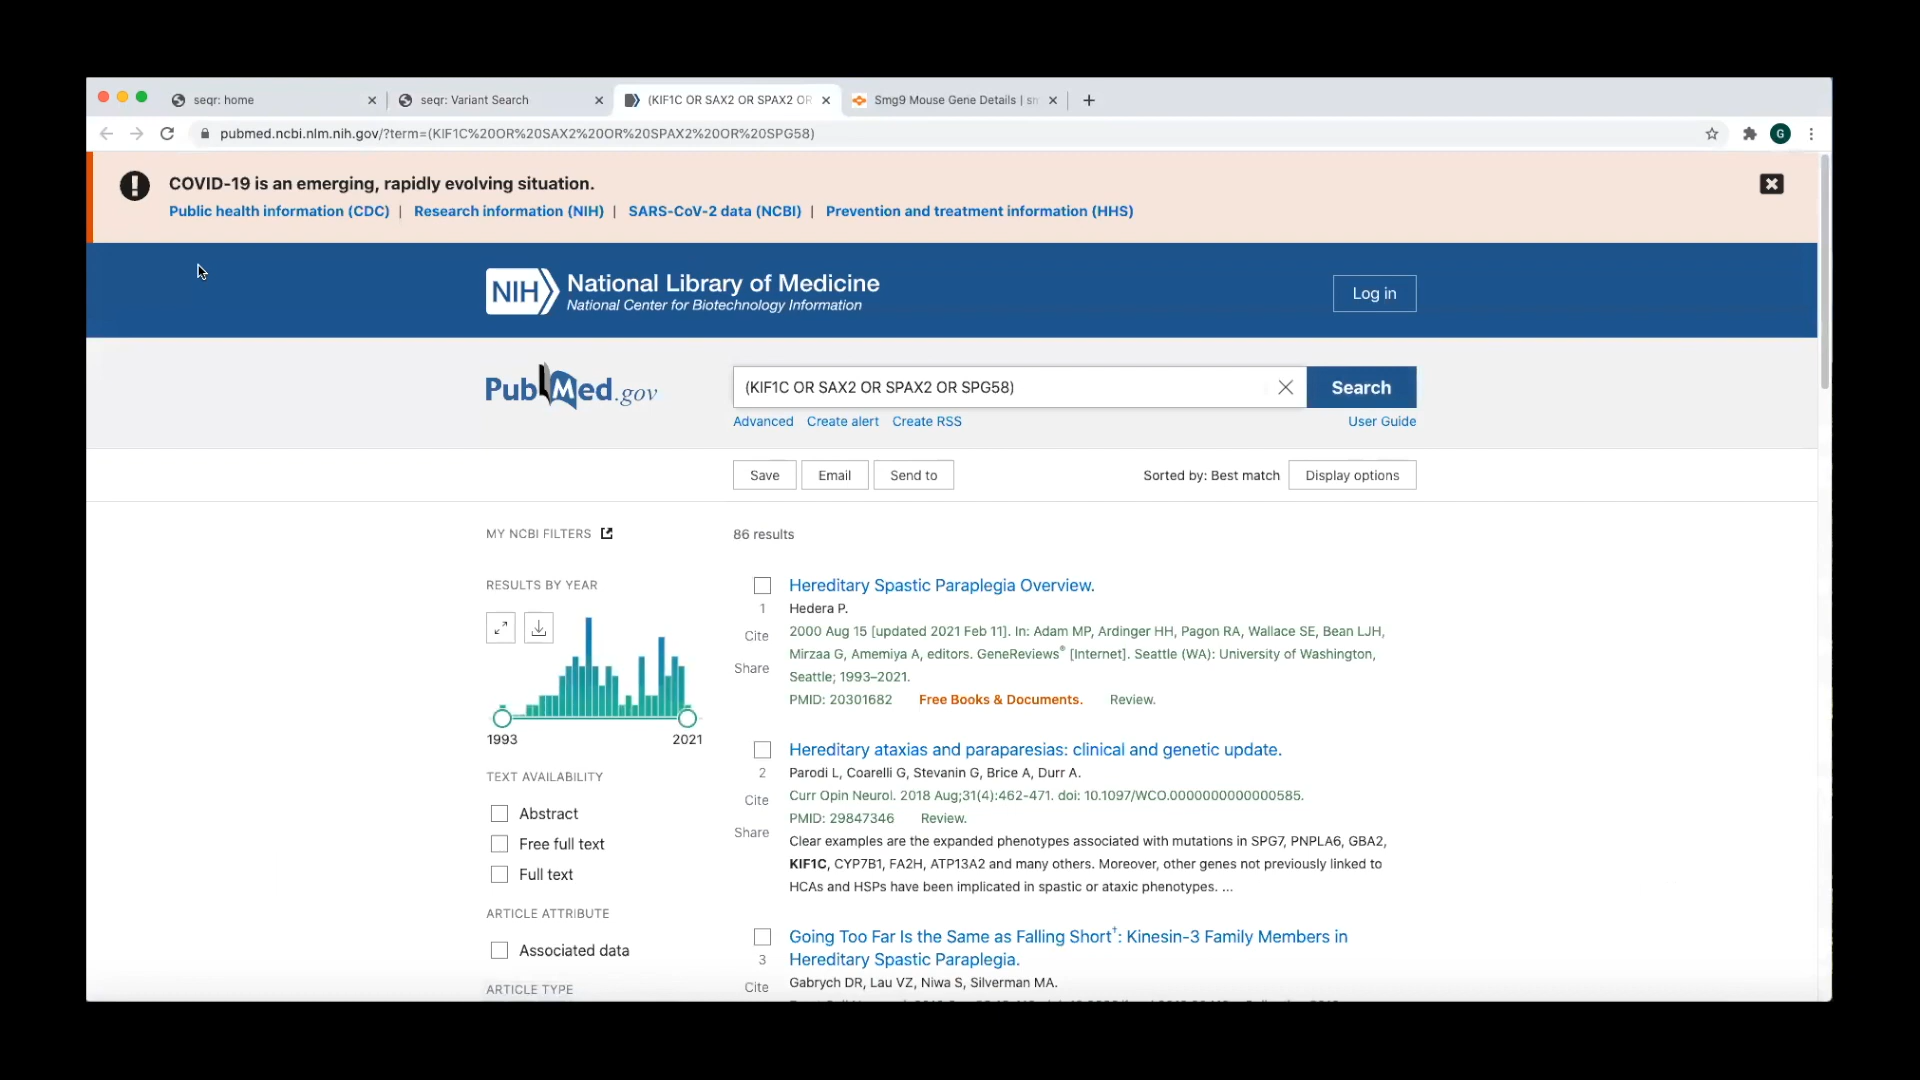 seqr: home
seqr: Variant Search
(KIF1C OR SAX2 OR SPAX2 OR
Smg9 Mouse Gene Details | sm
pubmed.ncbi.nlm.nih.gov/?term=(KIF1C%20OR%20SAX2%20OR%20SPAX2%20OR%20SPG58)
G
COVID-19 is an emerging, rapidly evolving situation.
Public health information (CDC) | Research information (NIH) | SARS-CoV-2 data (NCBI) | Prevention and treatment information (HHS)
NIH National Library of Medicine
National Center for Biotechnology Information
Log in
PubMed.gov
(KIF1C OR SAX2 OR SPAX2 OR SPG58)
Search
Advanced Create alert Create RSS
User Guide
Save Email Send to
Sorted by: Best match Display options
MY NCBI FILTERS
86 results
RESULTS BY YEAR
1993 2021
TEXT AVAILABILITY
Abstract
Free full text
Full text
ARTICLE ATTRIBUTE
Associated data
ARTICLE TYPE
Hereditary Spastic Paraplegia Overview.
1
Cite
Share
Hedera P.
2000 Aug 15 [updated 2021 Feb 11]. In: Adam MP, Ardinger HH, Pagon RA, Wallace SE, Bean LJH,
Mirzaa G, Amemiya A, editors. GeneReviews® [Internet]. Seattle (WA): University of Washington,
Seattle; 1993–2021.
PMID: 20301682 Free Books & Documents. Review.
Hereditary ataxias and paraparesias: clinical and genetic update.
2
Cite
Share
Parodi L, Coarelli G, Stevanin G, Brice A, Durr A.
Curr Opin Neurol. 2018 Aug;31(4):462-471. doi: 10.1097/WCO.0000000000000585.
PMID: 29847346 Review.
Clear examples are the expanded phenotypes associated with mutations in SPG7, PNPLA6, GBA2,
KIF1C, CYP7B1, FA2H, ATP13A2 and many others. Moreover, other genes not previously linked to
HCAs and HSPs have been implicated in spastic or ataxic phenotypes. ...
Going Too Far Is the Same as Falling Short†: Kinesin-3 Family Members in
Hereditary Spastic Paraplegia.
3
Cite
Gabrych DR, Lau VZ, Niwa S, Silverman MA.